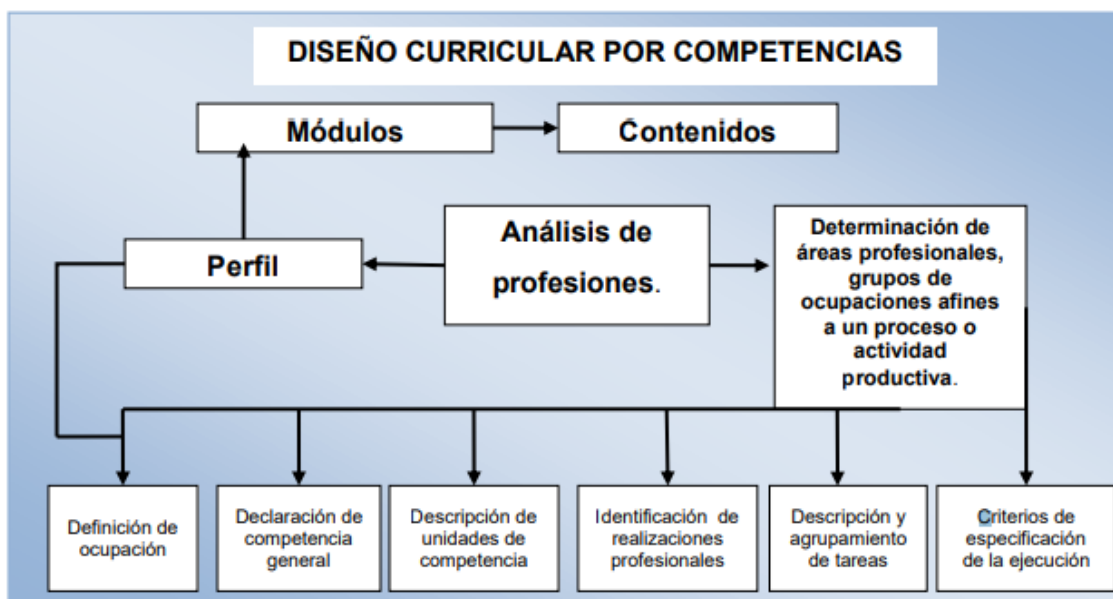 DISEÑO CURRICULAR POR COMPETENCIAS
Módulos
Contenidos
Perfil
Análisis de
profesiones.
Determinación de
áreas profesionales,
grupos de
ocupaciones afines
a un proceso o
actividad
productiva.
Definición de
ocupación
Declaración de
competencia
general
Descripción de
unidades de
competencia
Identificación de
realizaciones
profesionales
Descripción y
agrupamiento
de tareas
Criterios de
especificación
de la ejecución